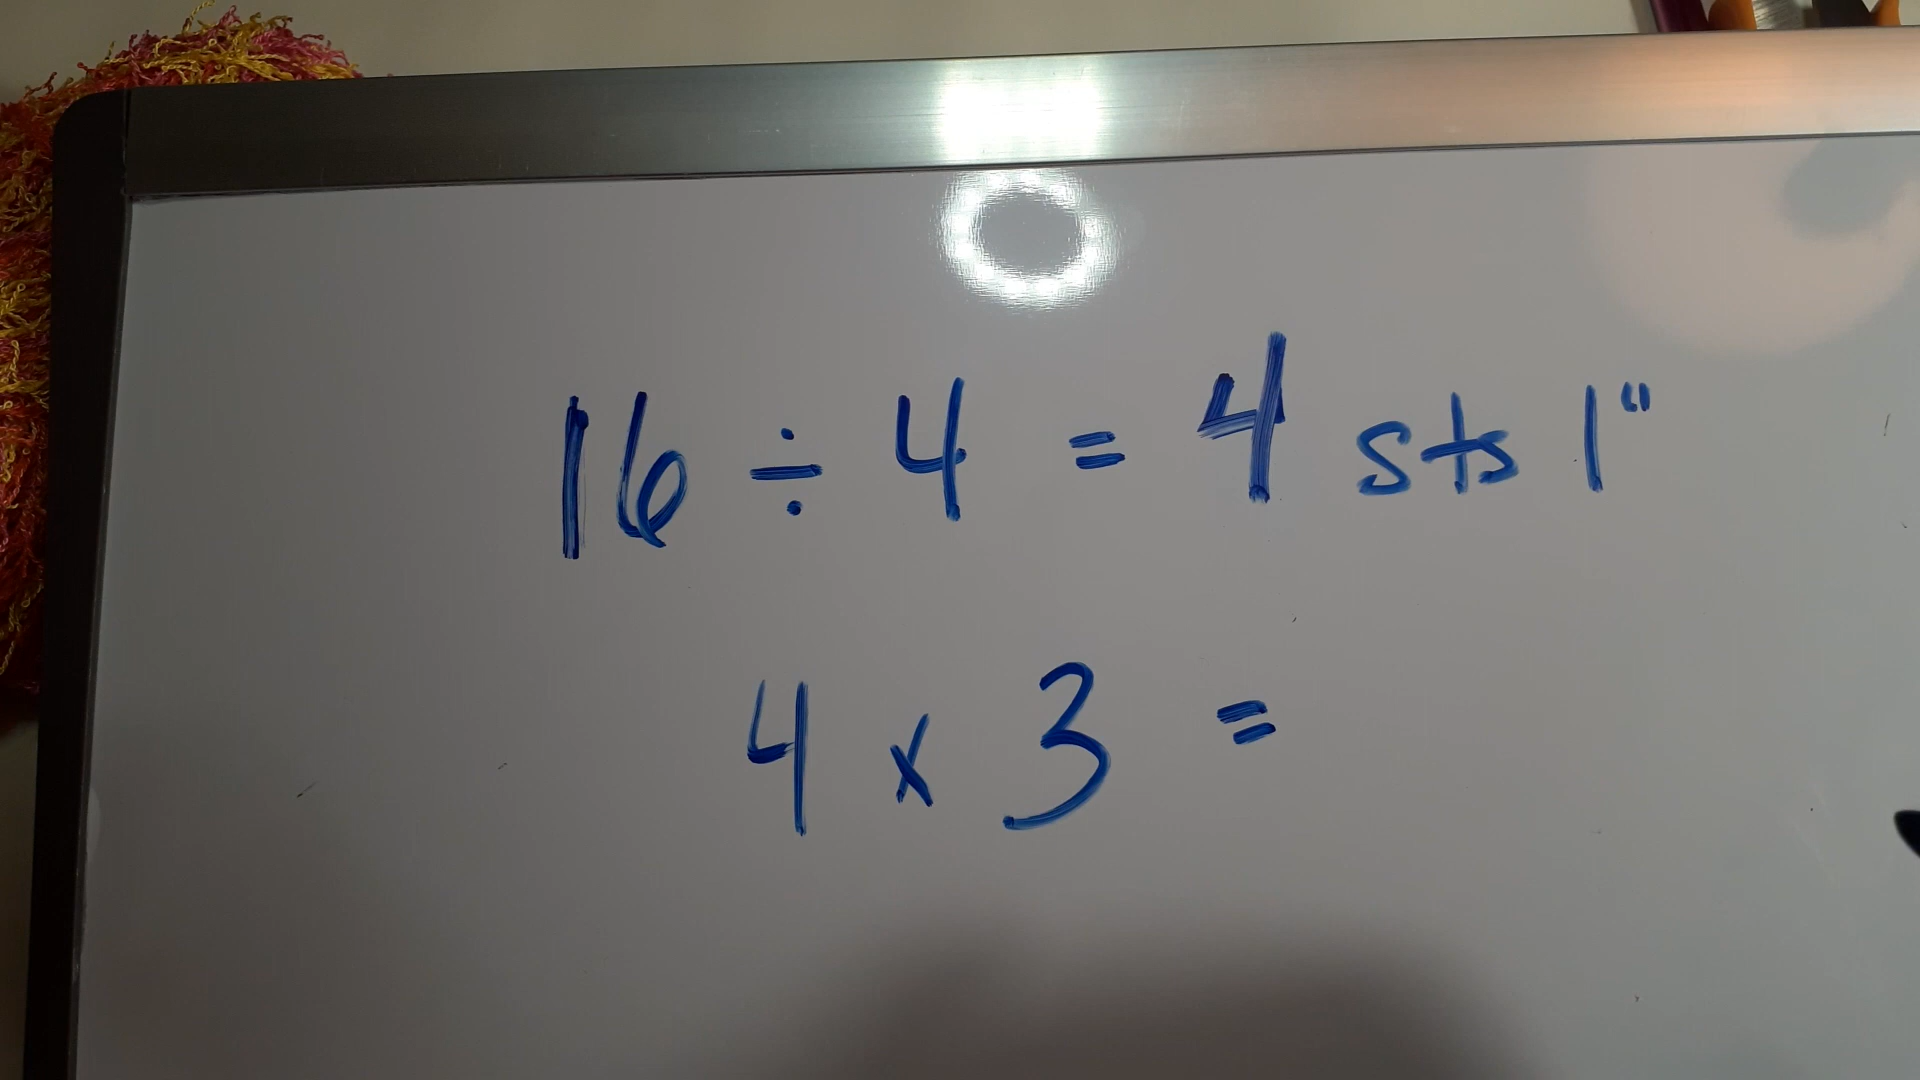 16 ÷ 4 = 4 sts 1"
4 x 3 =